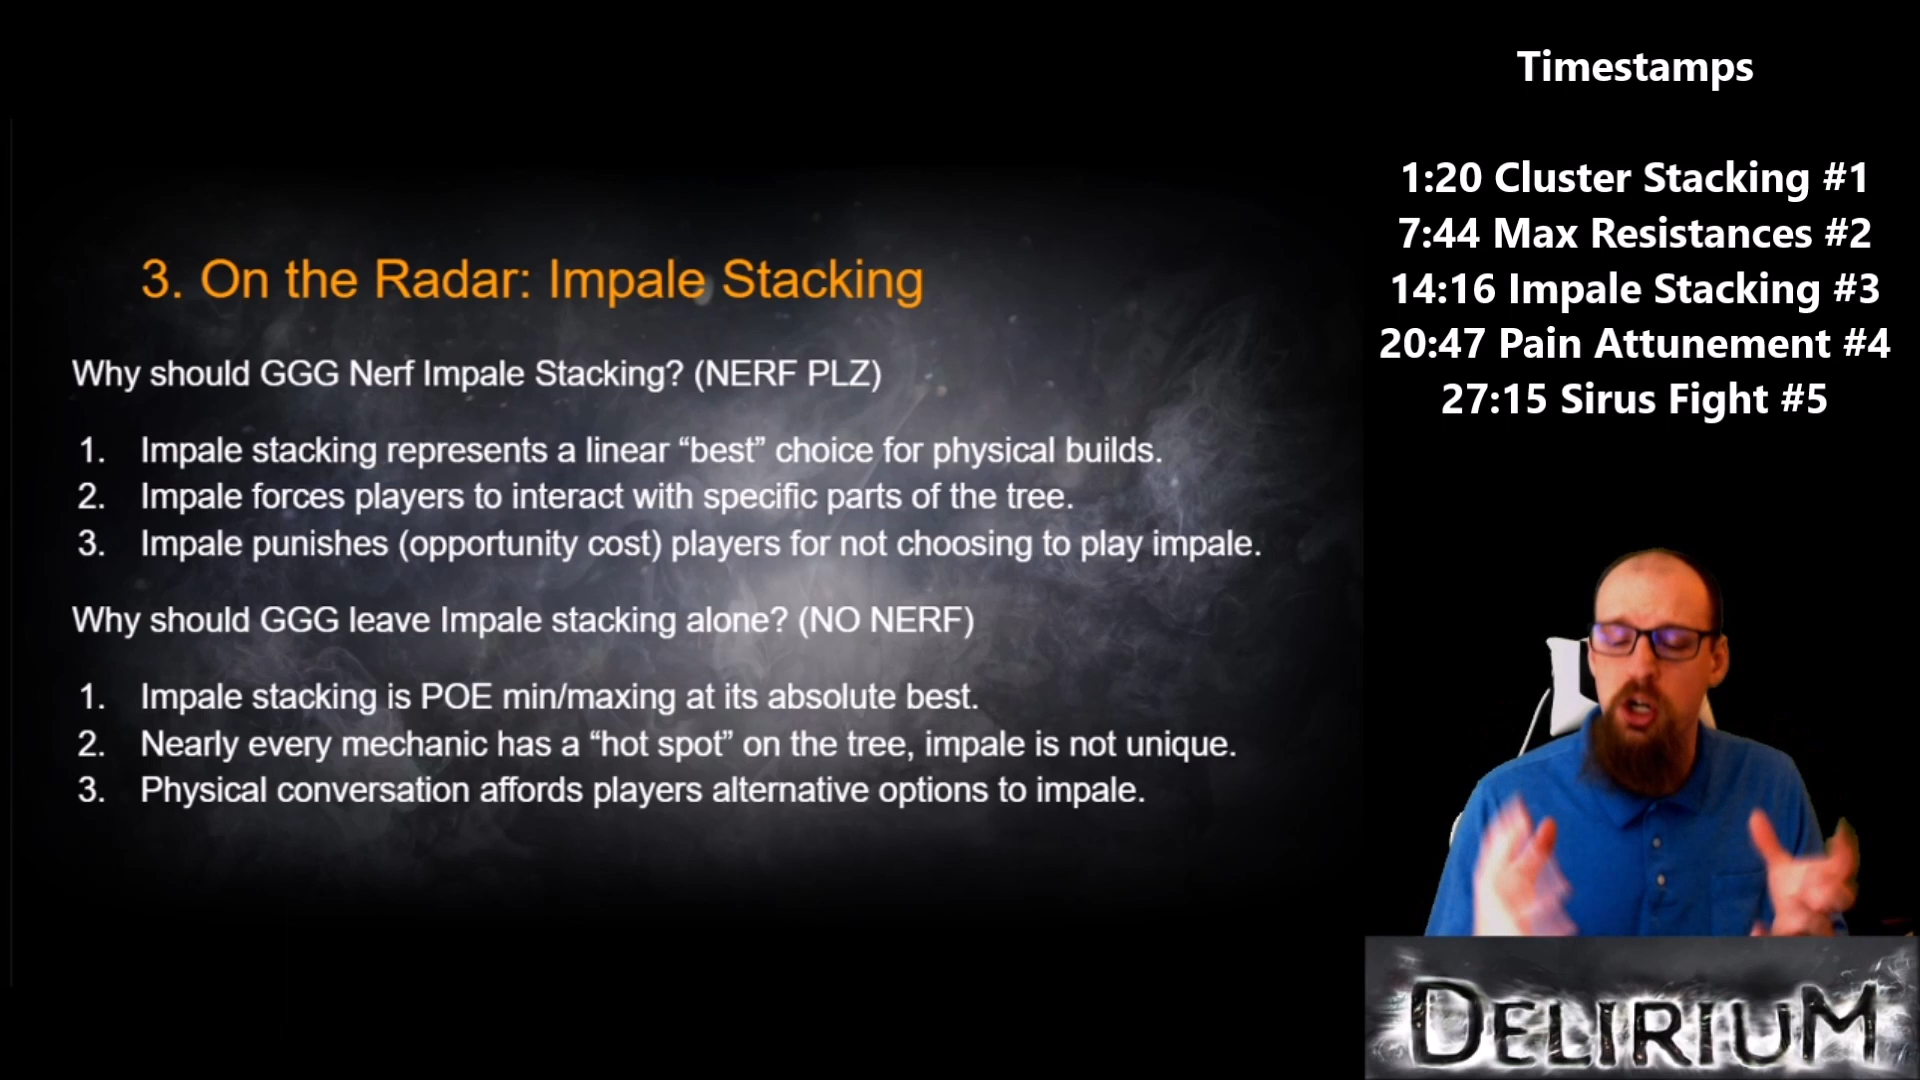 3. On the Radar: Impale Stacking
Why should GGG Nerf Impale Stacking? (NERF PLZ)
1. Impale stacking represents a linear “best” choice for physical builds.
2. Impale forces players to interact with specific parts of the tree.
3. Impale punishes (opportunity cost) players for not choosing to play impale.
Why should GGG leave Impale stacking alone? (NO NERF)
1. Impale stacking is POE min/maxing at its absolute best.
2. Nearly every mechanic has a “hot spot” on the tree, impale is not unique.
3. Physical conversation affords players alternative options to impale.
Timestamps
1:20 Cluster Stacking #1
7:44 Max Resistances #2
14:16 Impale Stacking #3
20:47 Pain Attunement #4
27:15 Sirus Fight #5
DELIRIUM